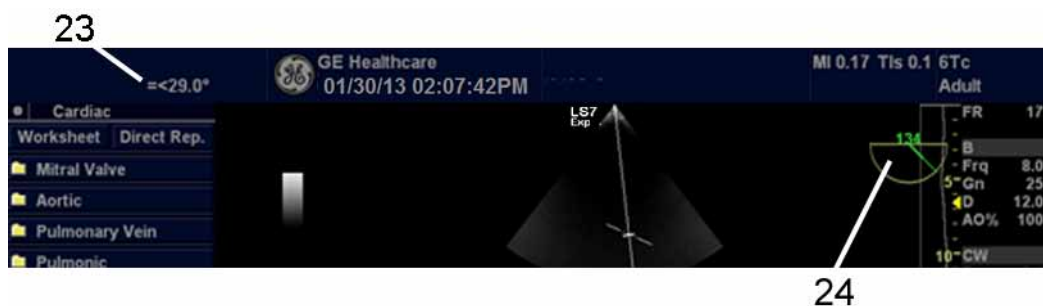 23
=<29.0°
GE Healthcare
01/30/13 02:07:42PM
MI 0.17 TIs 0.1 6Tc
Adult
Cardiac
Worksheet Direct Rep.
Mitral Valve
Aortic
Pulmonary Vein
Pulmonic
LS7
Exp
134
5
10
FR 17
B
Frq 8.0
Gn 25
D 12.0
AO% 100
CW
24